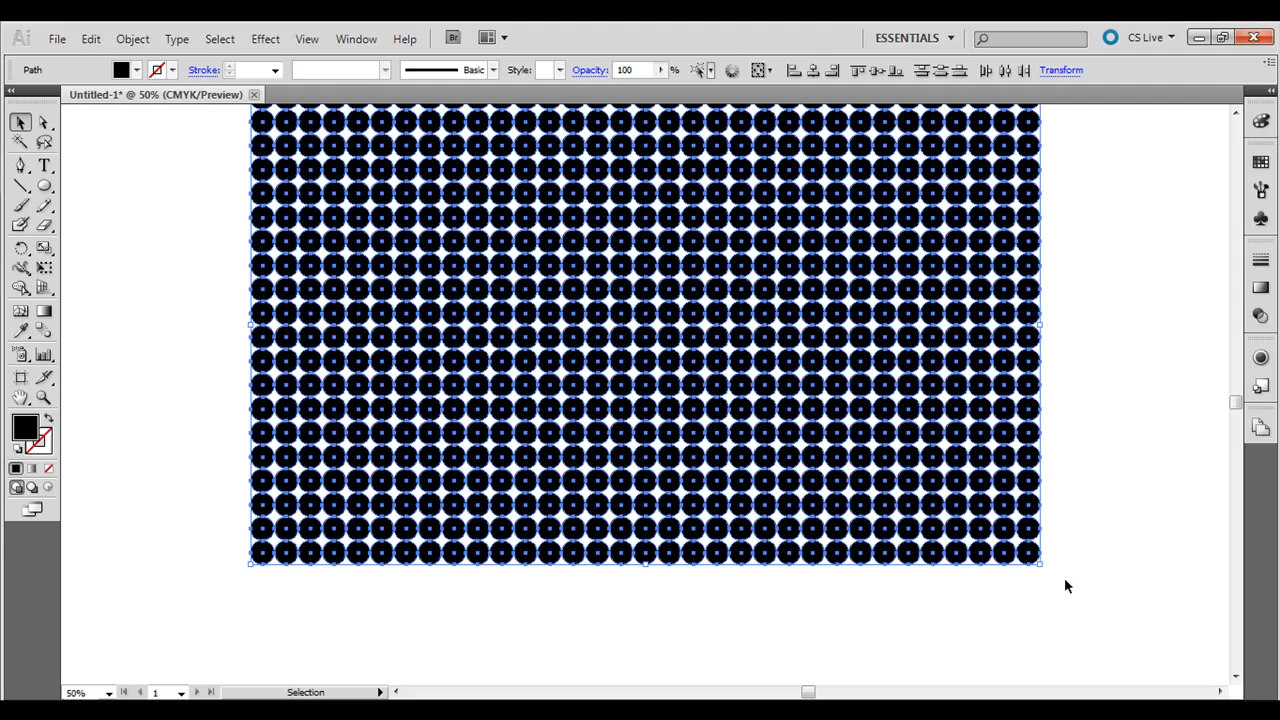 Ai File Edit Object Type Select Effect View Window Help Br ESSENTIALS CS Live
Path Stroke: Basic Style: Opacity: 100 % Transform
Untitled-1* @ 50% (CMYK/Preview)
T
50% 1 Selection